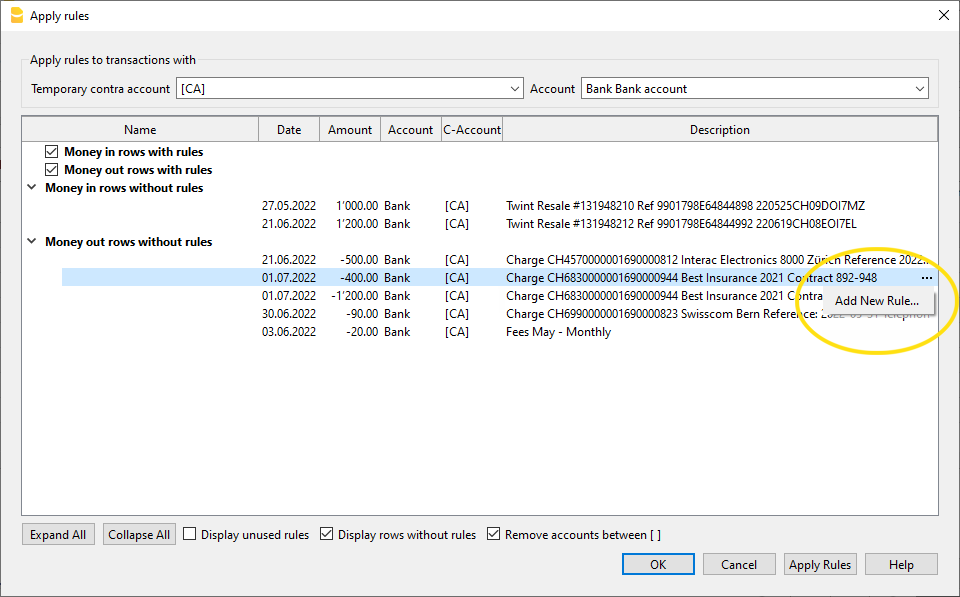 Apply rules
Apply rules to transactions with
Temporary contra account [CA] Account Bank Bank account
Name Date Amount Account C-Account Description
Money in rows with rules
Money out rows with rules
Money in rows without rules
27.05.2022 1'000.00 Bank [CA] Twint Resale #131948210 Ref 9901798E64844898 220525CH09DOI7MZ
21.06.2022 1'200.00 Bank [CA] Twint Resale #131948212 Ref 9901798E64844992 220619CH08EOI7EL
Money out rows without rules
21.06.2022 -500.00 Bank [CA] Charge CH4570000001690000812 Interac Electronics 8000 Zürich Reference 2022...
01.07.2022 -400.00 Bank [CA] Charge CH6830000001690000944 Best Insurance 2021 Contract 892-948 ...
01.07.2022 -1'200.00 Bank [CA] Charge CH6830000001690000944 Best Insurance 2021 Contra
Add New Rule...
30.06.2022 -90.00 Bank [CA] Charge CH6990000001690000823 Swisscom Bern Reference:
03.06.2022 -20.00 Bank [CA] Fees May - Monthly
Expand All Collapse All Display unused rules Display rows without rules Remove accounts between [ ]
OK Cancel Apply Rules Help